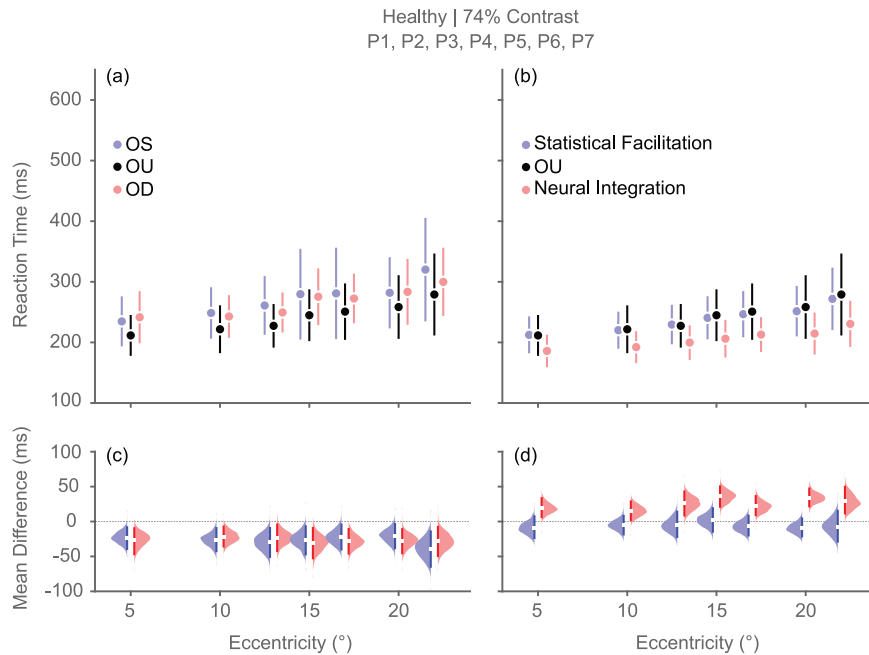 Healthy | 74% Contrast
P1, P2, P3, P4, P5, P6, P7
(a)
(b)
Reaction Time (ms)
600
500
400
300
200
100
OS
OU
OD
Statistical Facilitation
OU
Neural Integration
(c)
(d)
Mean Difference (ms)
100
50
0
-50
-100
5
10
15
20
5
10
15
20
Eccentricity (°)
Eccentricity (°)